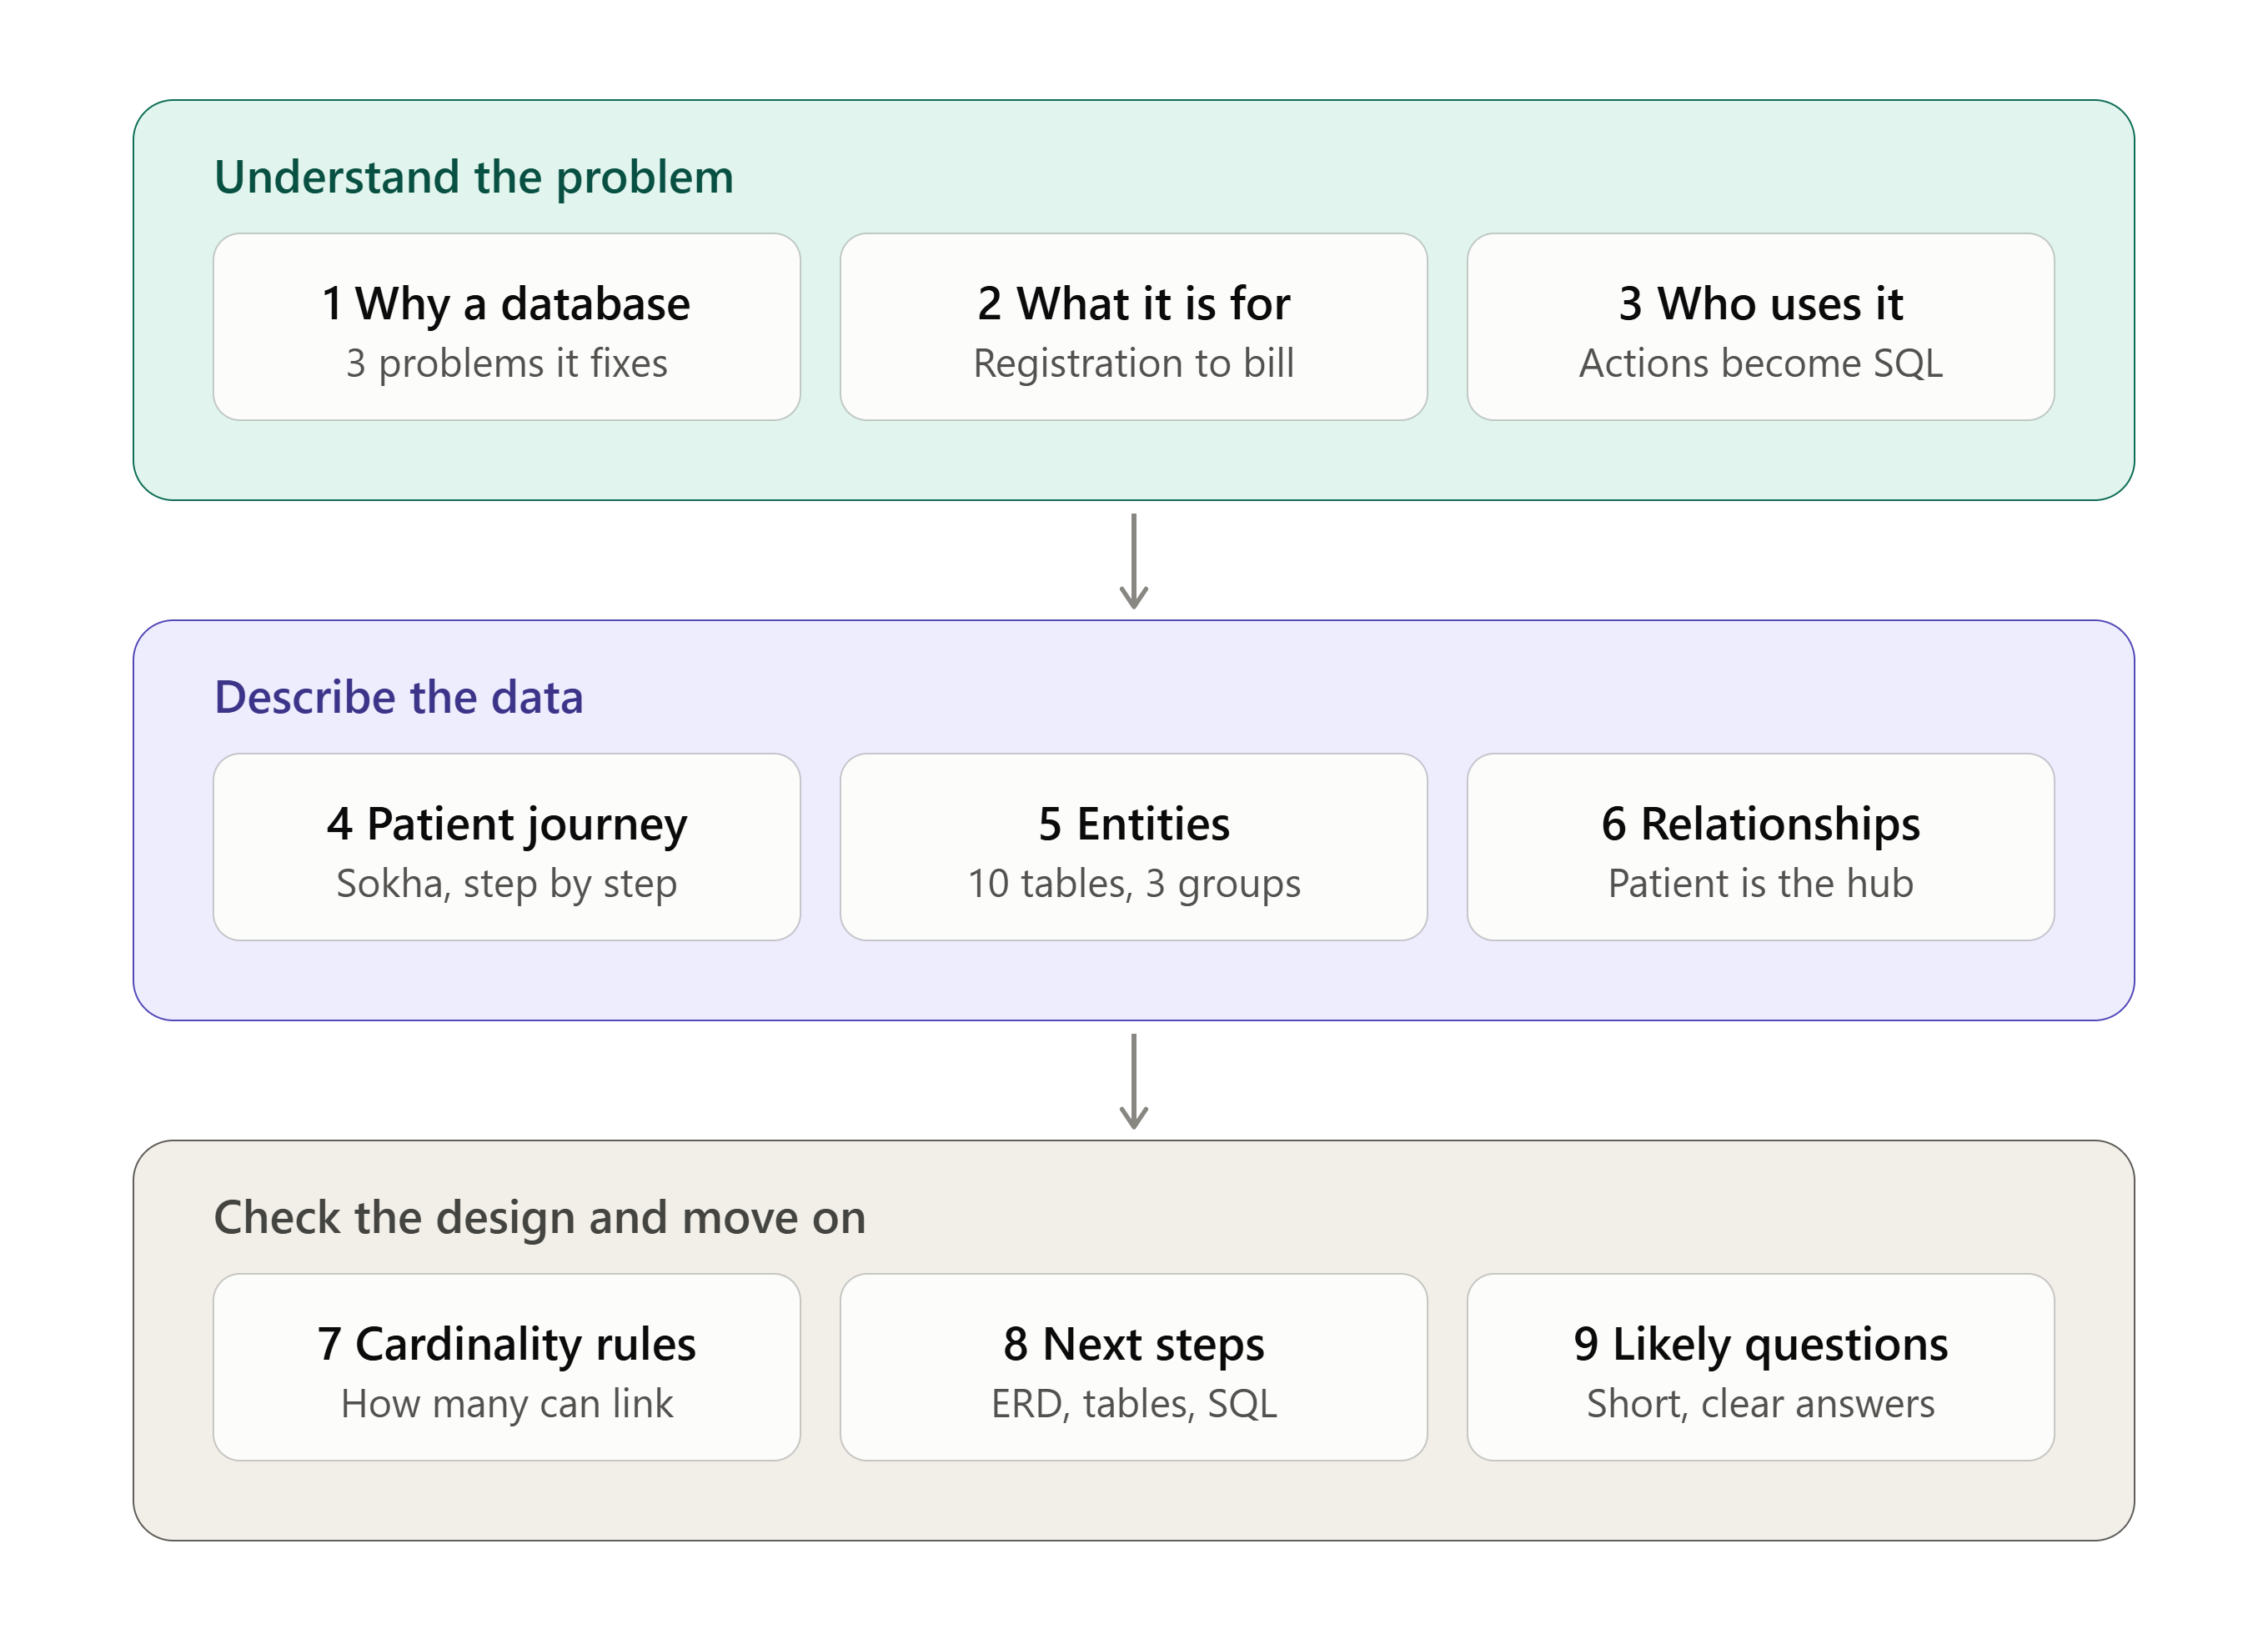 Understand the problem
1 Why a database
3 problems it fixes
2 What it is for
Registration to bill
3 Who uses it
Actions become SQL
Describe the data
4 Patient journey
Sokha, step by step
5 Entities
10 tables, 3 groups
6 Relationships
Patient is the hub
Check the design and move on
7 Cardinality rules
How many can link
8 Next steps
ERD, tables, SQL
9 Likely questions
Short, clear answers